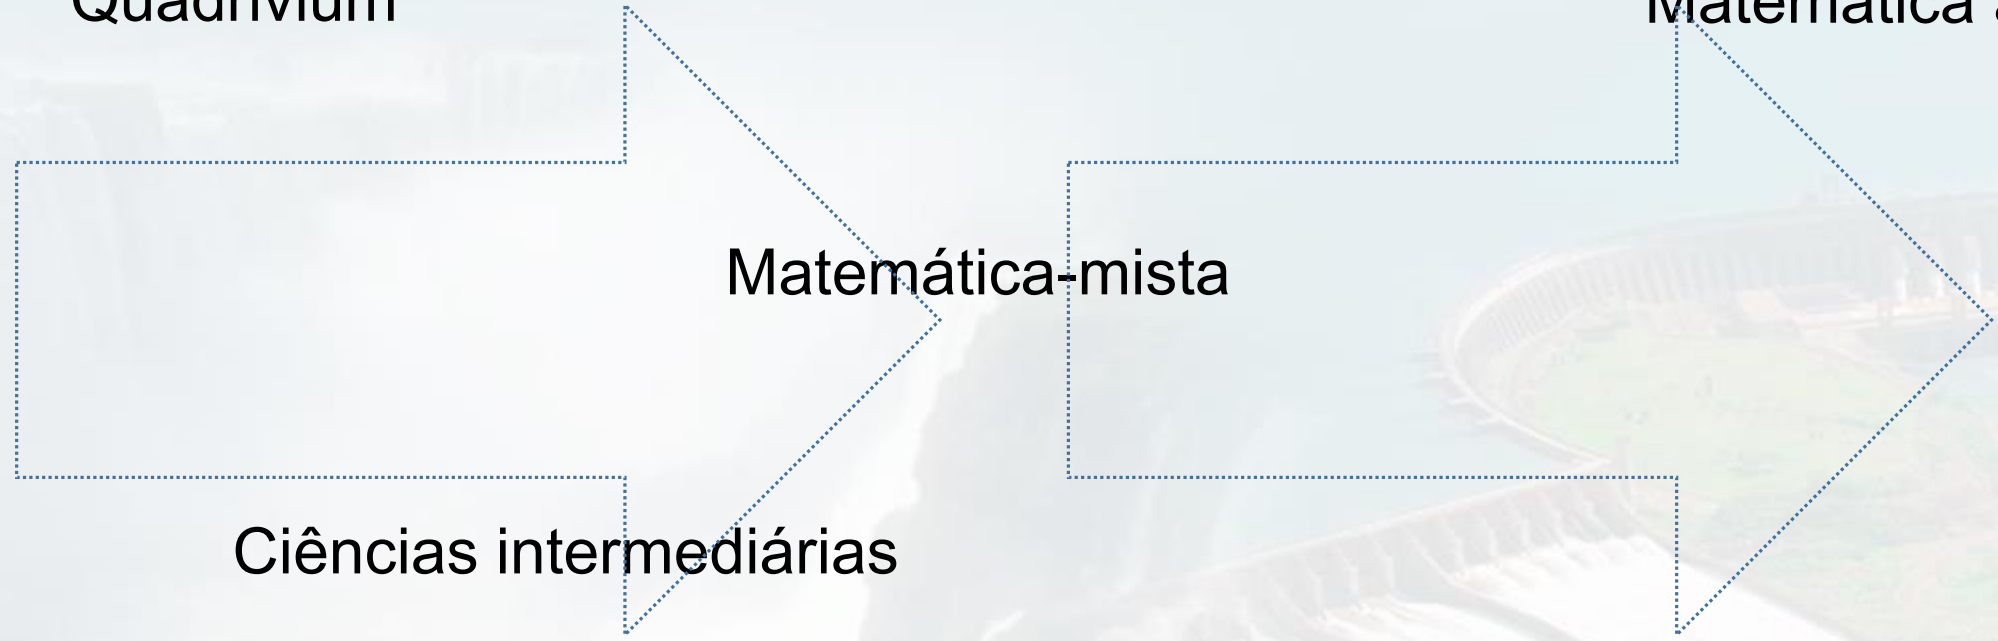 Quadrivium
Matemática
Matemática-mista
Ciências intermediárias